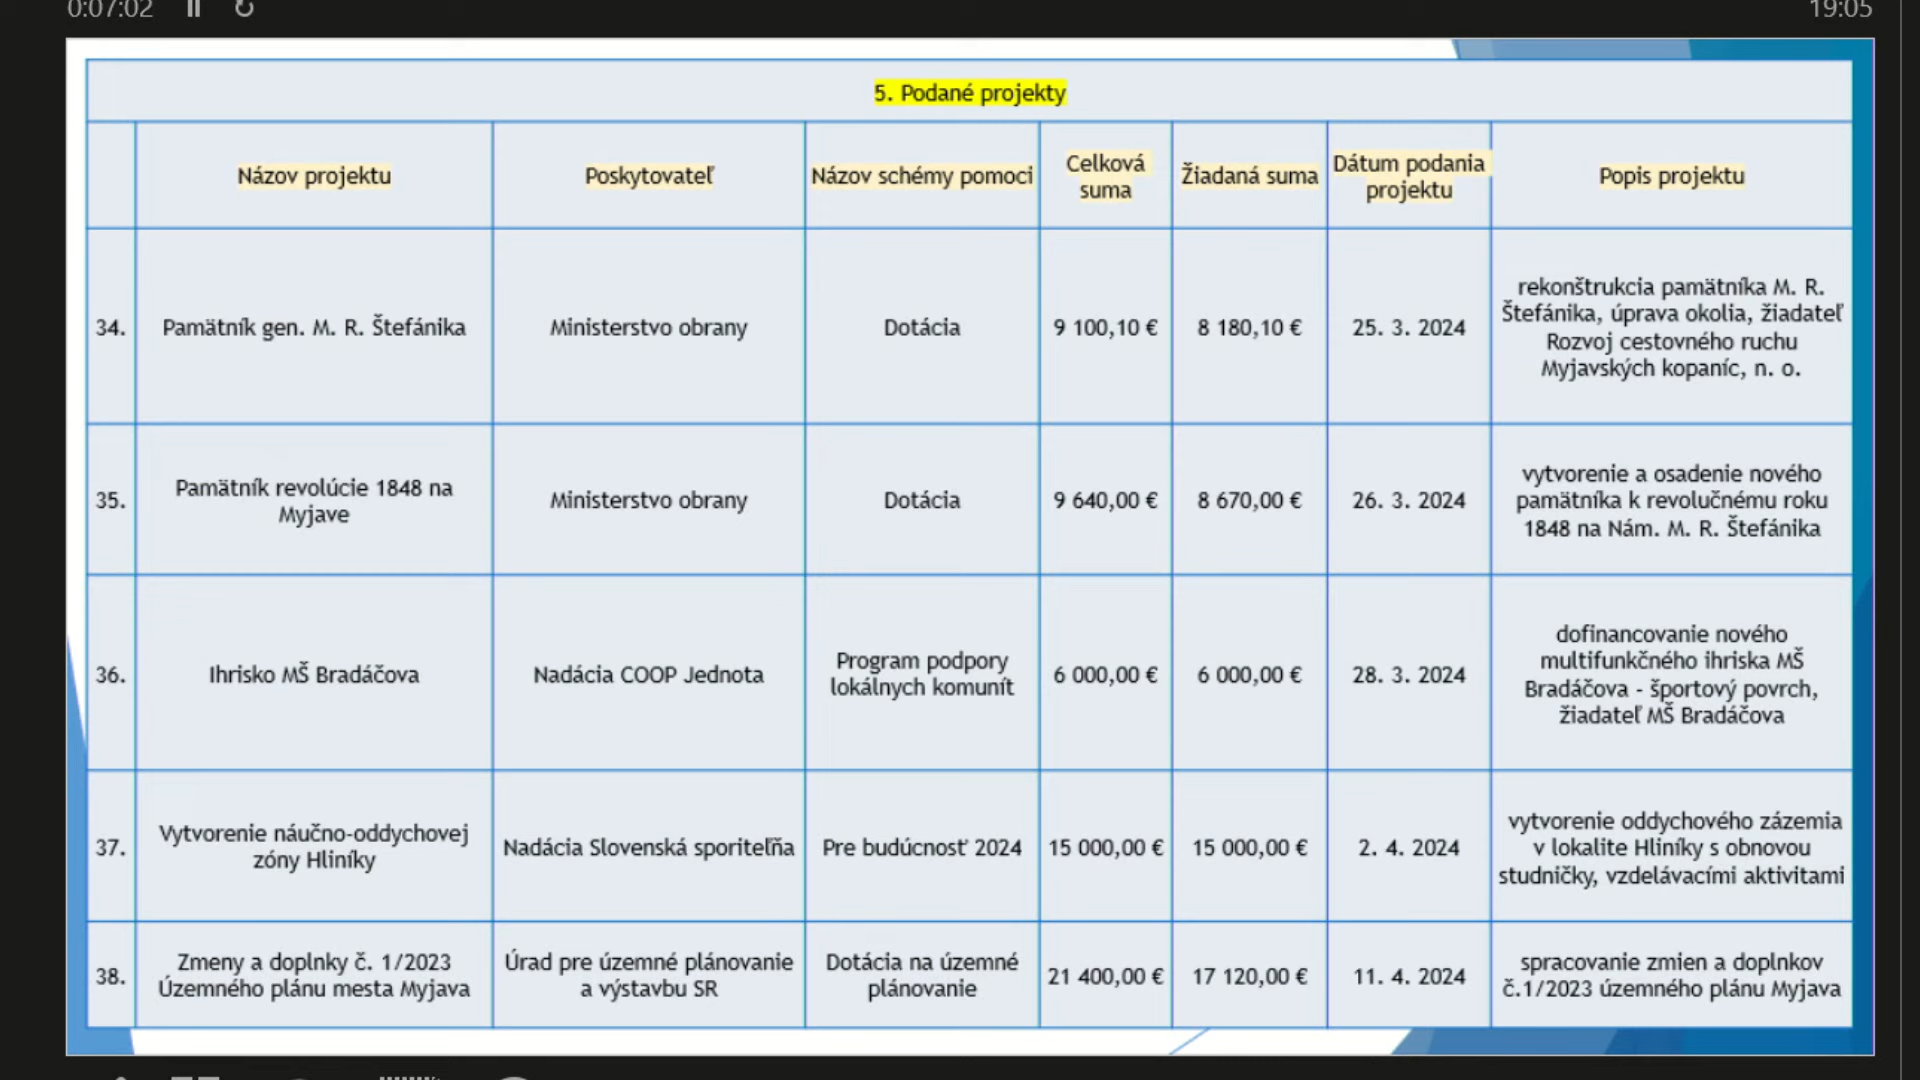 0:07:02
19:05
5. Podané projekty
Názov projektu
Poskytovateľ
Názov schémy pomoci
Celková
suma
Žiadaná suma
Dátum podania
projektu
Popis projektu
34.
Pamätník gen. M. R. Štefánika
Ministerstvo obrany
Dotácia
9 100,10 €
8 180,10 €
25. 3. 2024
rekonštrukcia pamätníka M. R.
Štefánika, úprava okolia, žiadateľ
Rozvoj cestovného ruchu
Myjavských kopaníc, n. o.
35.
Pamätník revolúcie 1848 na
Myjave
Ministerstvo obrany
Dotácia
9 640,00 €
8 670,00 €
26. 3. 2024
vytvorenie a osadenie nového
pamätníka k revolučnému roku
1848 na Nám. M. R. Štefánika
36.
Ihrisko MŠ Bradáčova
Nadácia COOP Jednota
Program podpory
lokálnych komunít
6 000,00 €
6 000,00 €
28. 3. 2024
dofinancovanie nového
multifunkčného ihriska MŠ
Bradáčova - športový povrch,
žiadateľ MŠ Bradáčova
37.
Vytvorenie náučno-oddychovej
zóny Hliníky
Nadácia Slovenská sporiteľňa
Pre budúcnosť 2024
15 000,00 €
15 000,00 €
2. 4. 2024
vytvorenie oddychového zázemia
v lokalite Hliníky s obnovou
studničky, vzdelávacími aktivitami
38.
Zmeny a doplnky č. 1/2023
Územného plánu mesta Myjava
Úrad pre územné plánovanie
a výstavbu SR
Dotácia na územné
plánovanie
21 400,00 €
17 120,00 €
11. 4. 2024
spracovanie zmien a doplnkov
č.1/2023 územného plánu Myjava